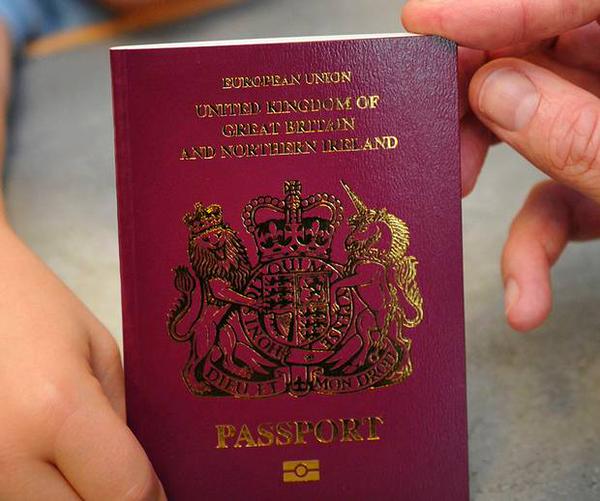 EUROPEAN UNION
UNITED KINGDOM OF
GREAT BRITAIN
AND NORTHERN IRELAND
DIEU ET MON DROIT
PASSPORT